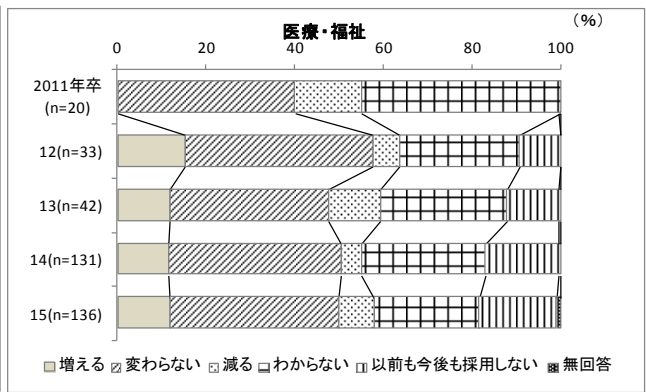 （%）
医療・福祉
0 20 40 60 80 100
2011年卒
(n=20)
12(n=33)
13(n=42)
14(n=131)
15(n=136)
増える 変わらない 減る わからない 以前も今後も採用しない 無回答